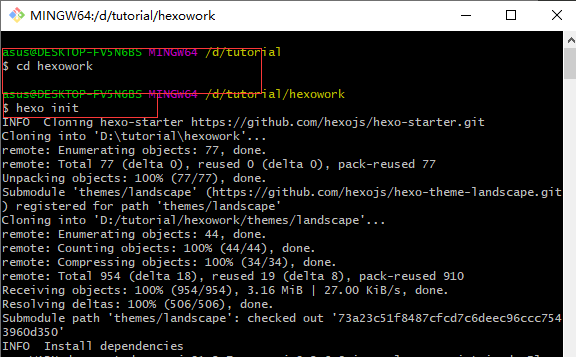 MINGW64:/d/tutorial/hexowork
asus@DESKTOP-FV5N6BS MINGW64 /d/tutorial
$ cd hexowork
asus@DESKTOP-FV5N6BS MINGW64 /d/tutorial/hexowork
$ hexo init
INFO  Cloning hexo-starter https://github.com/hexojs/hexo-starter.git
Cloning into 'D:\tutorial\hexowork'...
remote: Enumerating objects: 77, done.
remote: Total 77 (delta 0), reused 0 (delta 0), pack-reused 77
Unpacking objects: 100% (77/77), done.
Submodule 'themes/landscape' (https://github.com/hexojs/hexo-theme-landscape.git
) registered for path 'themes/landscape'
Cloning into 'D:/tutorial/hexowork/themes/landscape'...
remote: Enumerating objects: 44, done.
remote: Counting objects: 100% (44/44), done.
remote: Compressing objects: 100% (34/34), done.
remote: Total 954 (delta 18), reused 19 (delta 8), pack-reused 910
Receiving objects: 100% (954/954), 3.16 MiB | 27.00 KiB/s, done.
Resolving deltas: 100% (506/506), done.
Submodule path 'themes/landscape': checked out '73a23c51f8487cfcd7c6deec96ccc754
3960d350'
INFO  Install dependencies